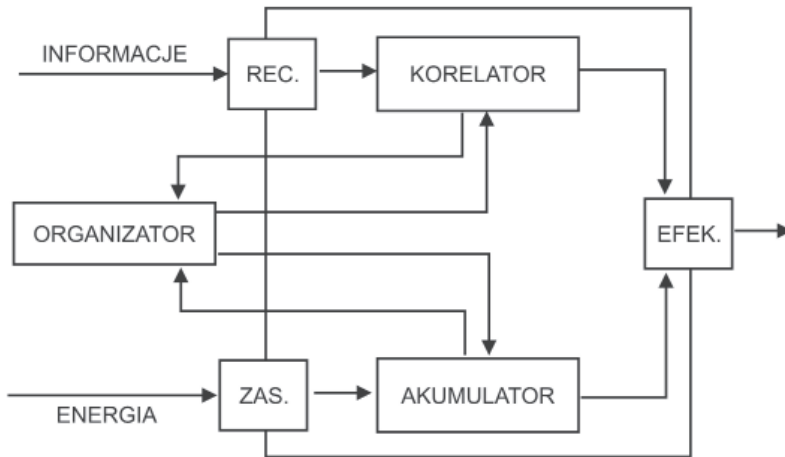 INFORMACJE
REC.
KORELATOR
ORGANIZATOR
EFEK.
ZAS.
AKUMULATOR
ENERGIA